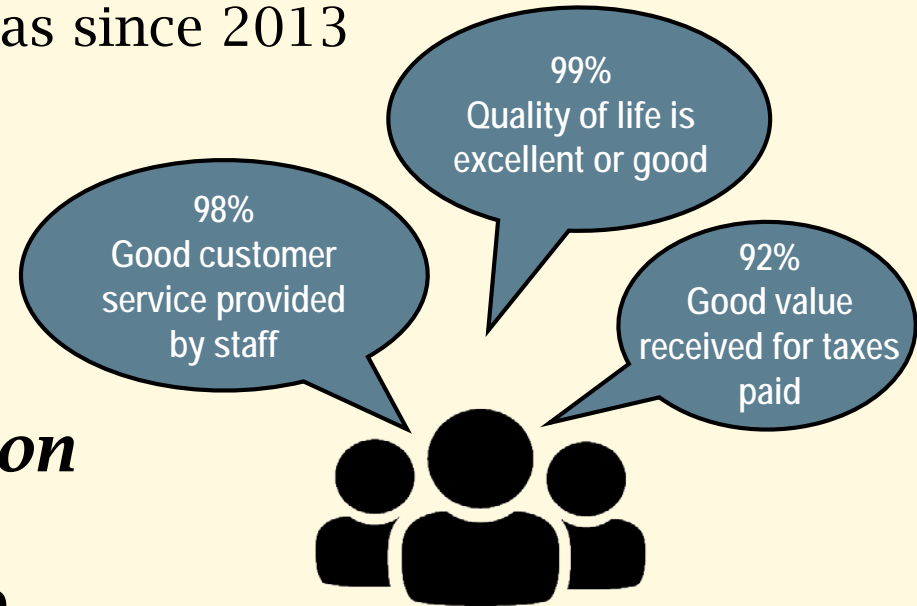 as since 2013
99%
Quality of life is
excellent or good
98%
Good customer
service provided
by staff
92%
Good value
received for taxes
paid
on